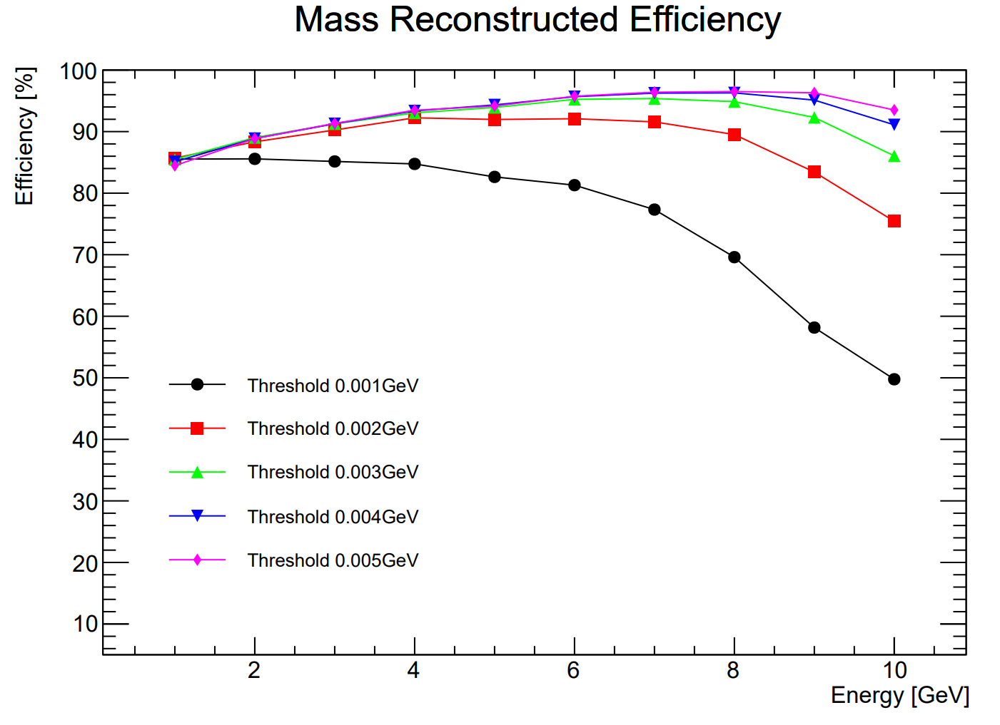 Mass Reconstructed Efficiency
Efficiency [%]
100
90
80
70
60
50
40
30
20
10
Threshold 0.001GeV
Threshold 0.002GeV
Threshold 0.003GeV
Threshold 0.004GeV
Threshold 0.005GeV
2 4 6 8 10
Energy [GeV]